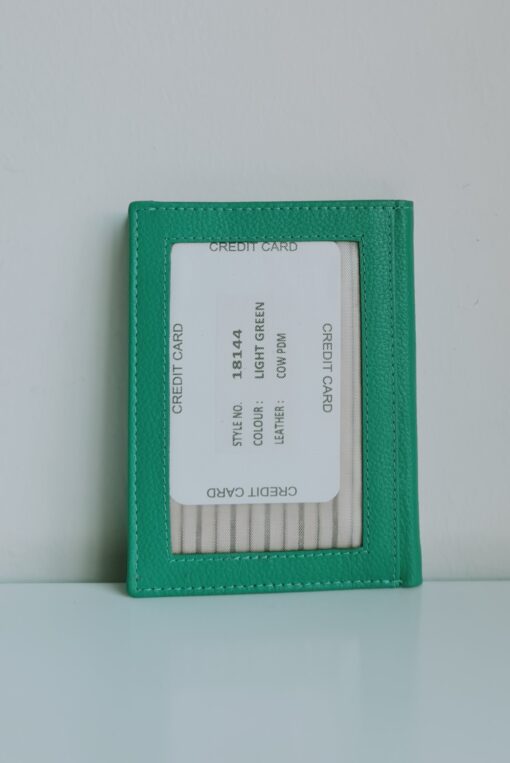 CREDIT CARD
CREDIT CARD
STYLE NO. 18144
COLOUR : LIGHT GREEN
LEATHER : COW PDM
CREDIT CARD
CREDIT CARD